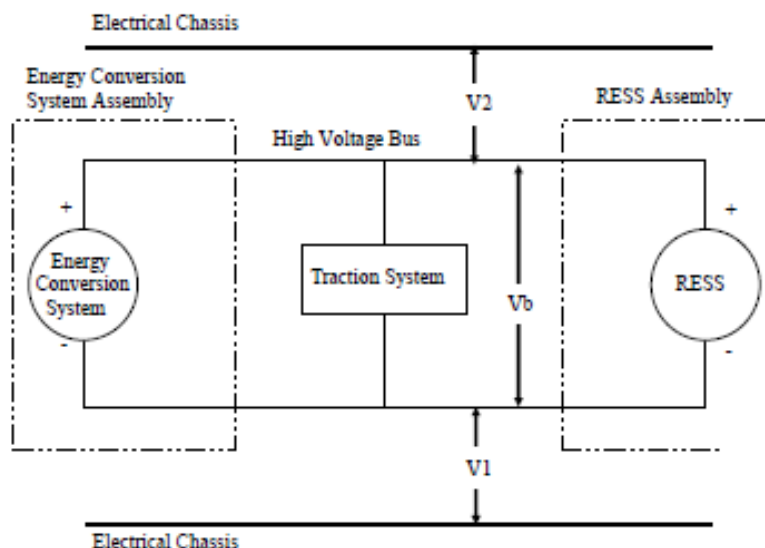 Electrical Chassis
Energy Conversion
System Assembly
V2
RESS Assembly
High Voltage Bus
+
+
Energy
Conversion
System
Traction System
Vb
RESS
-
-
V1
Electrical Chassis